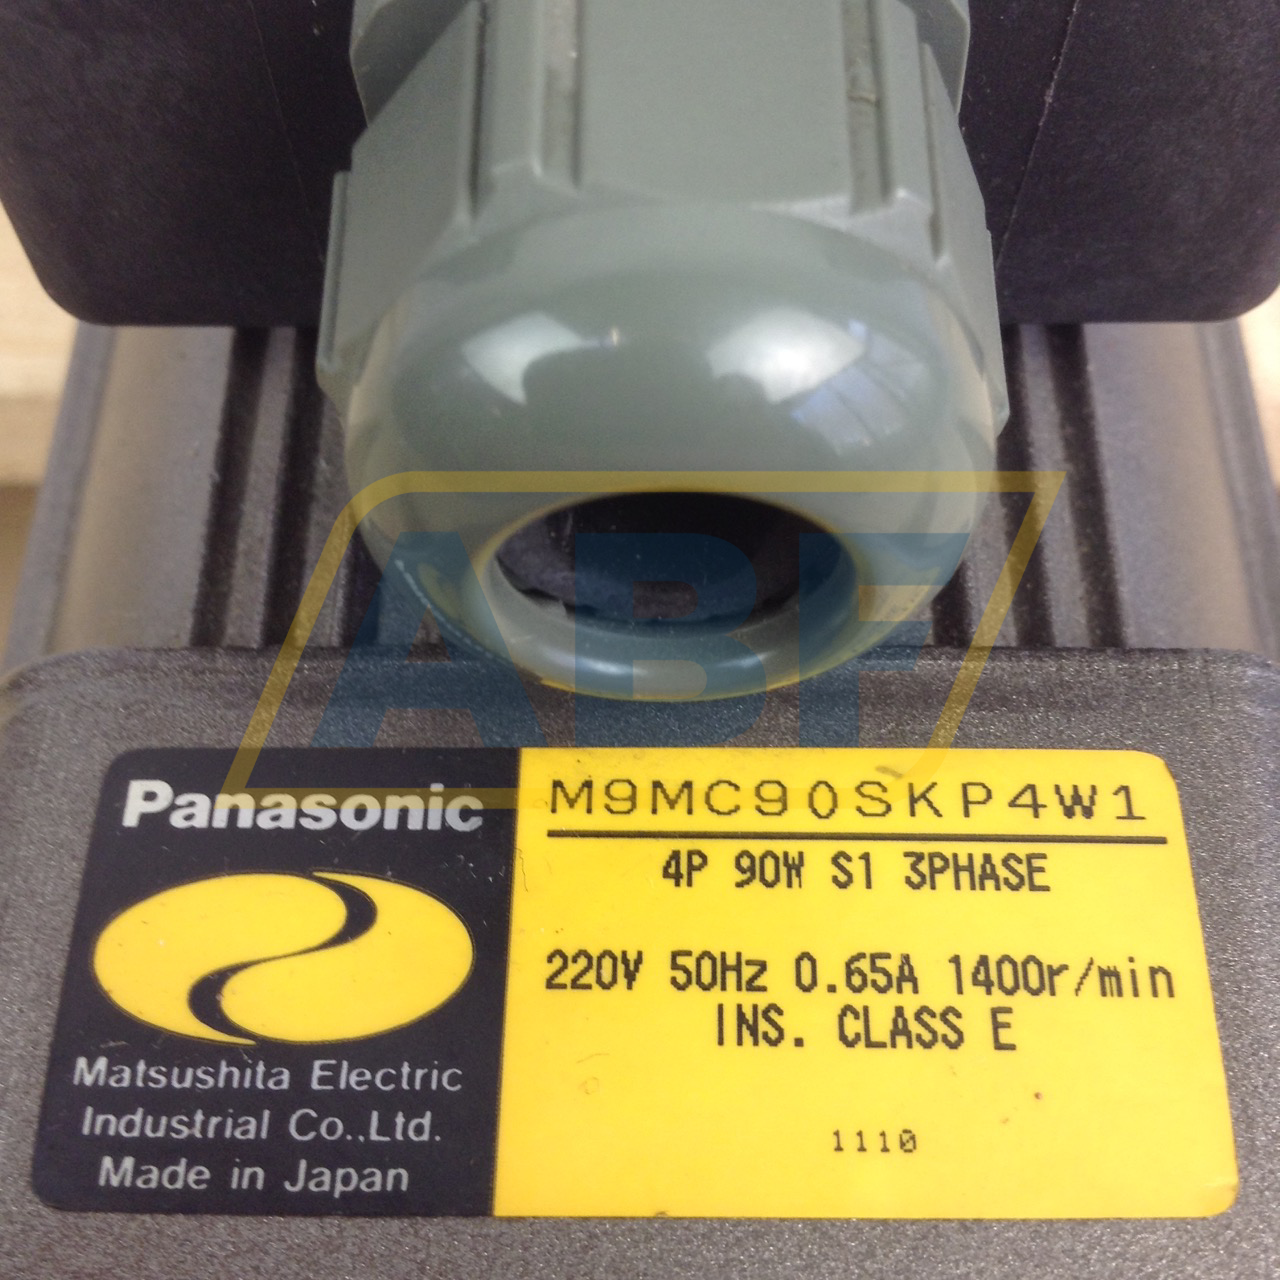 ABF
Panasonic
M9MC90SKP4W1
4P 90W S1 3PHASE
220V 50Hz 0.65A 1400r/min
INS. CLASS E
1110
Matsushita Electric
Industrial Co.,Ltd.
Made in Japan